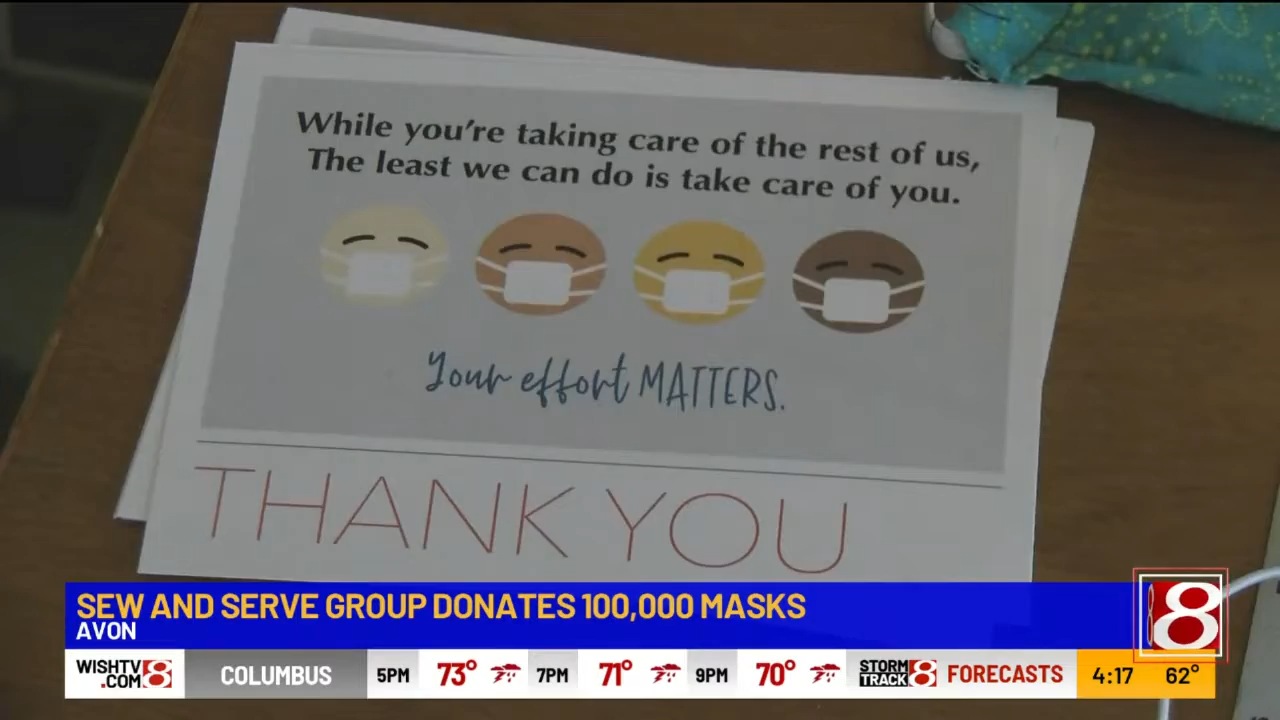 While you're taking care of the rest of us,
The least we can do is take care of you.
Your effort MATTERS.
THANK YOU
SEW AND SERVE GROUP DONATES 100,000 MASKS
AVON
8
WISHTV
.COM 8
COLUMBUS
5PM 73° 7PM 71° 9PM 70°
STORM
TRACK 8
FORECASTS
4:17 62°